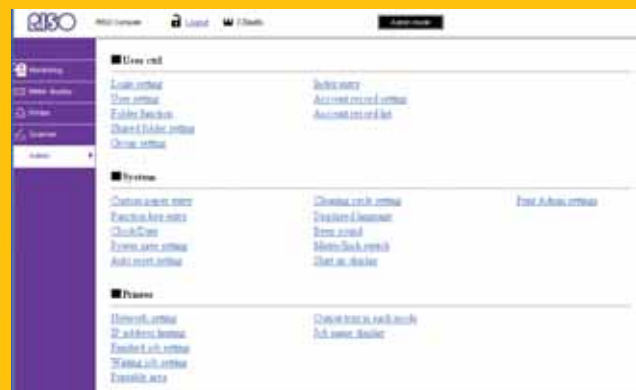 RISO RISO Computer Logout Admin mode
■User ctrl
Login setting Index entry
User setting Account record setting
Folder function Account record list
Shared folder setting
Group setting
Scanner
Admin
■System
Custom paper entry Cleaning cycle setting Print Admin settings
Function key entry Displayed language
Clock/Date Beep sound
Power save setting Metric/Inch switch
Auto reset setting Start up display
■Printer
Network setting Output tray in each mode
IP address limiting Job name display
Finished job setting
Waiting job setting
Printable area